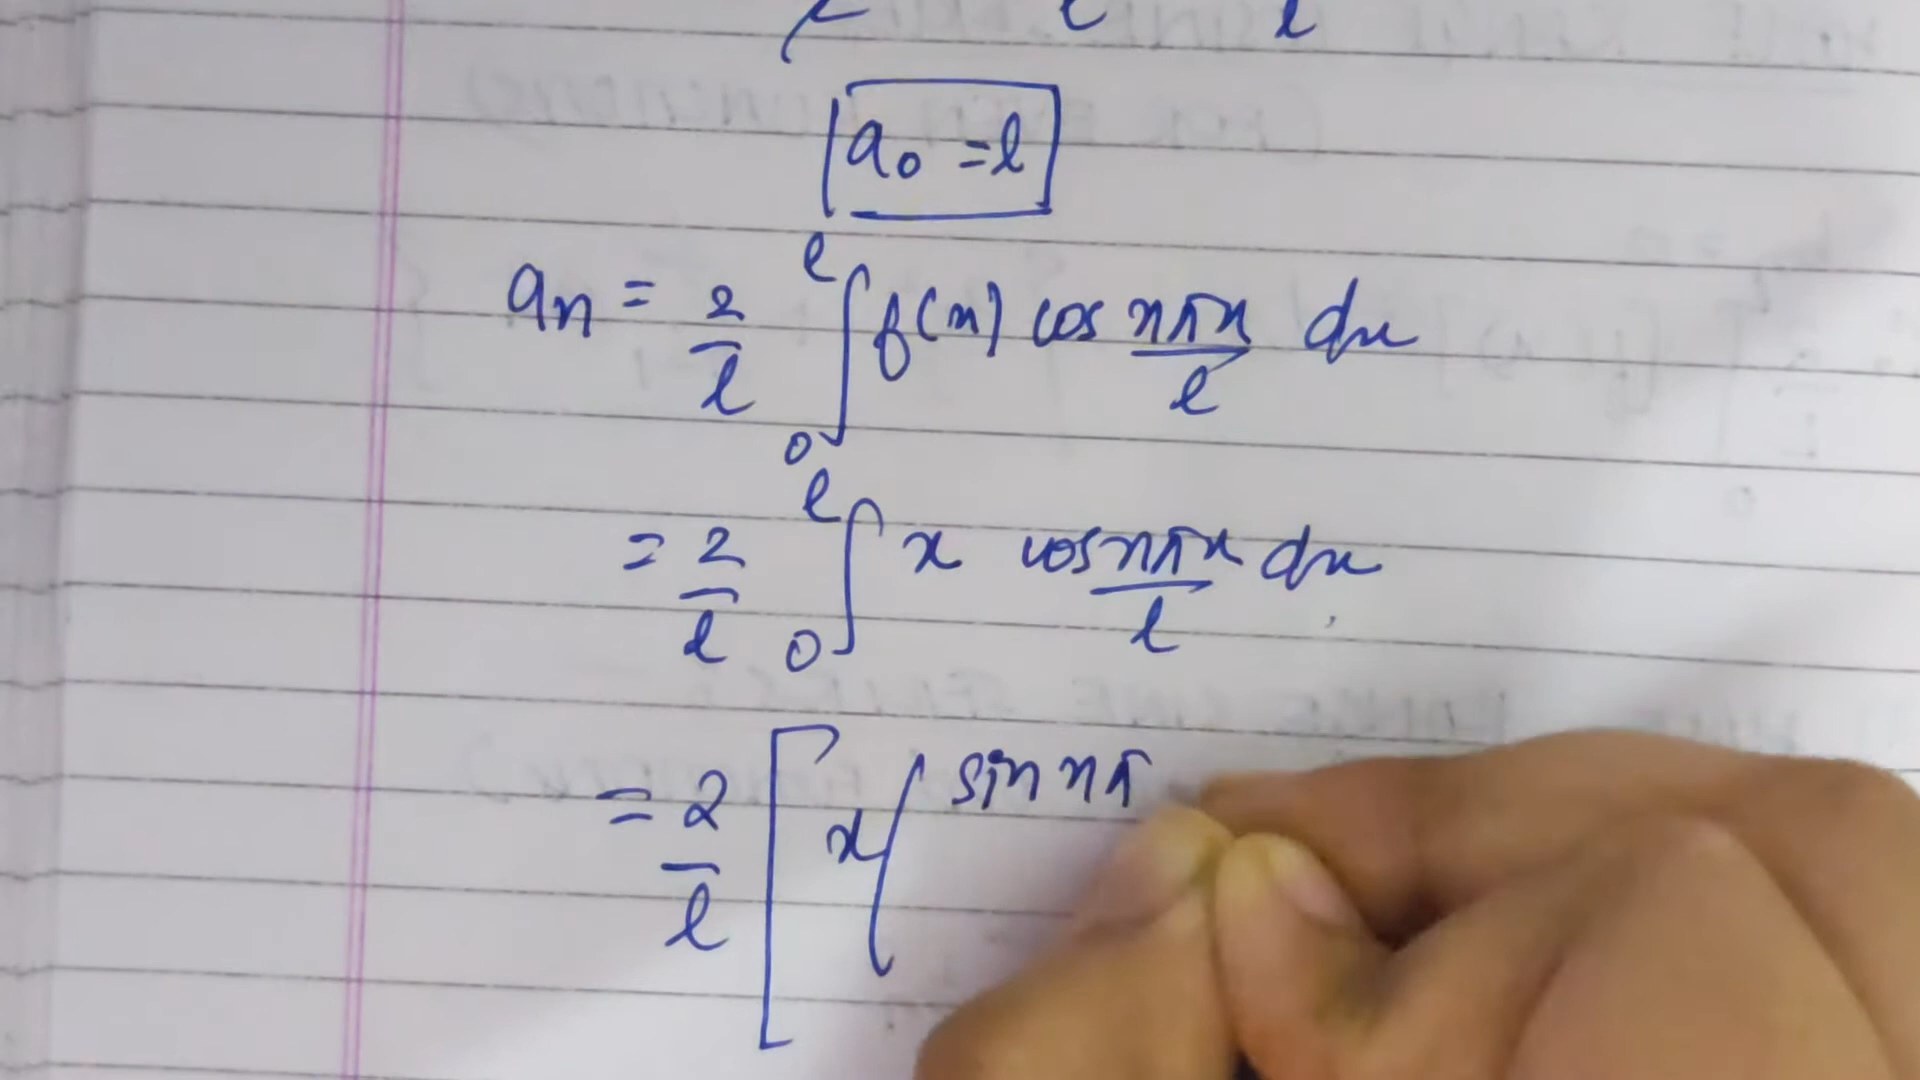 a₀ = l
aₙ = 2/l ∫₀ˡ f(x) cos nπx/l dx
= 2/l ∫₀ˡ x cos nπx/l dx
= 2/l [ x ( sin nπ